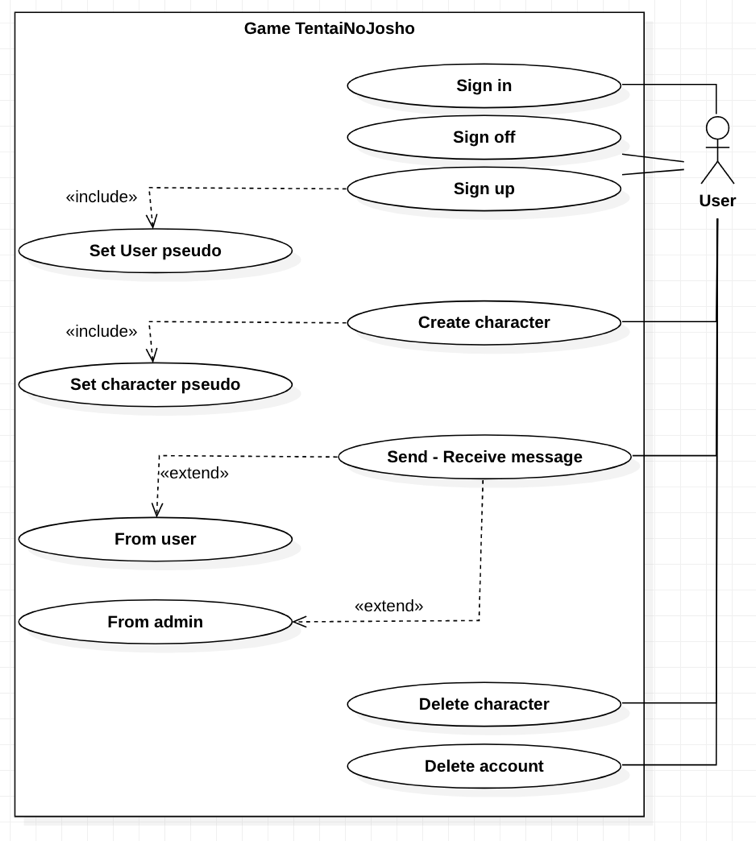 Game TentaiNoJosho
Sign in
Sign off
Sign up
«include»
User
Set User pseudo
Create character
«include»
Set character pseudo
Send - Receive message
«extend»
From user
«extend»
From admin
Delete character
Delete account